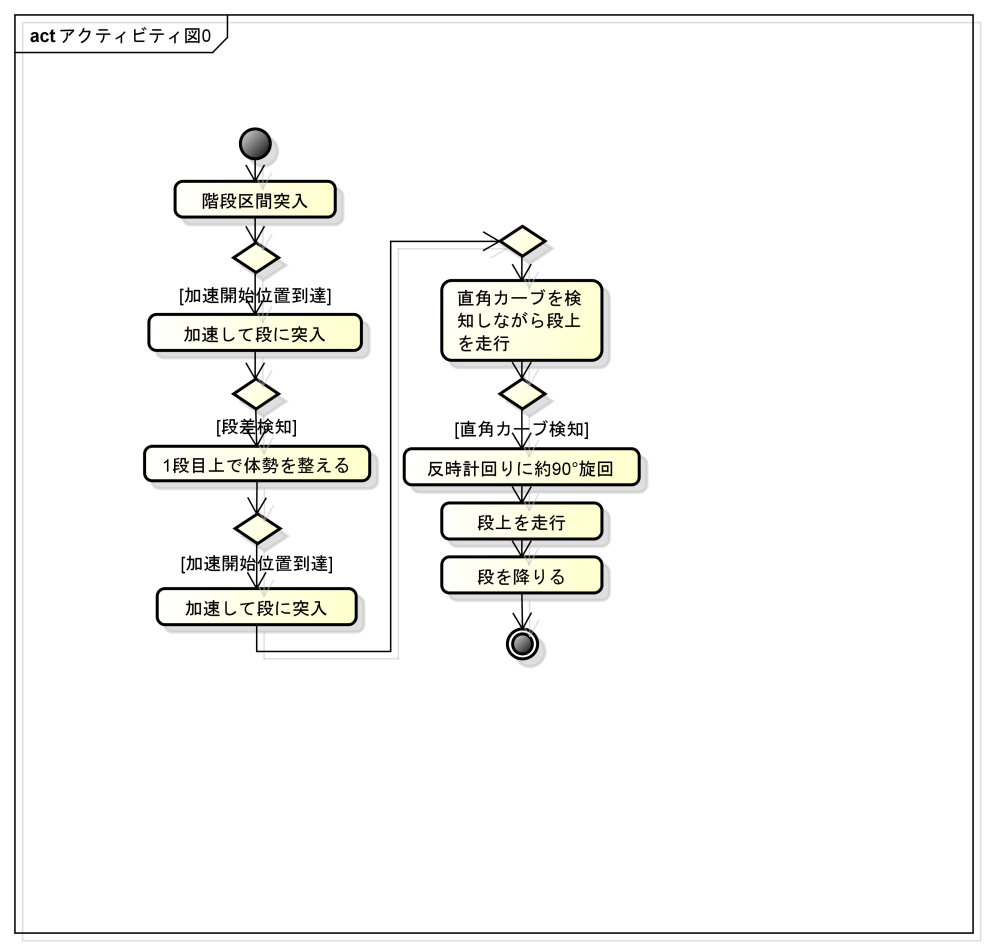 act アクティビティ図0
階段区間突入
[加速開始位置到達]
加速して段に突入
[段差検知]
1段目上で体勢を整える
[加速開始位置到達]
加速して段に突入
直角カーブを検
知しながら段上
を走行
[直角カーブ検知]
反時計回りに約90°旋回
段上を走行
段を降りる